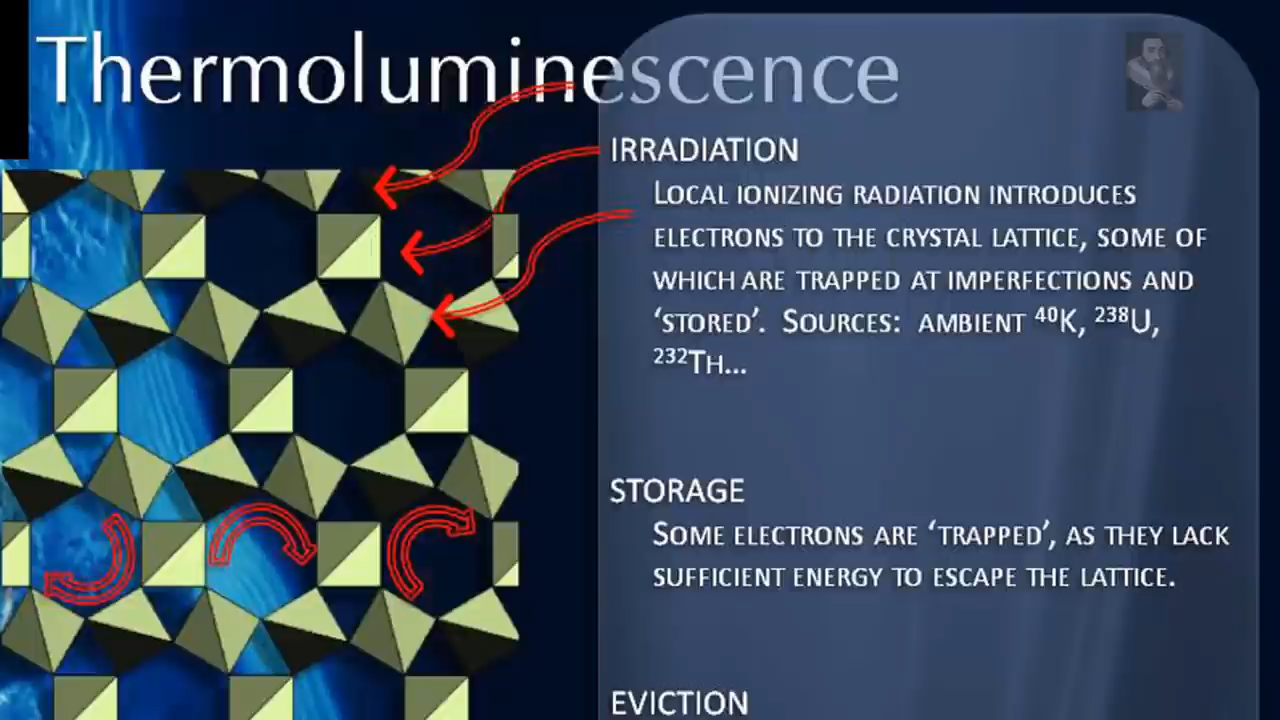 Thermoluminescence
IRRADIATION
LOCAL IONIZING RADIATION INTRODUCES
ELECTRONS TO THE CRYSTAL LATTICE, SOME OF
WHICH ARE TRAPPED AT IMPERFECTIONS AND
‘STORED’. SOURCES: AMBIENT ⁴⁰K, ²³⁸U,
²³²TH...
STORAGE
SOME ELECTRONS ARE ‘TRAPPED’, AS THEY LACK
SUFFICIENT ENERGY TO ESCAPE THE LATTICE.
EVICTION